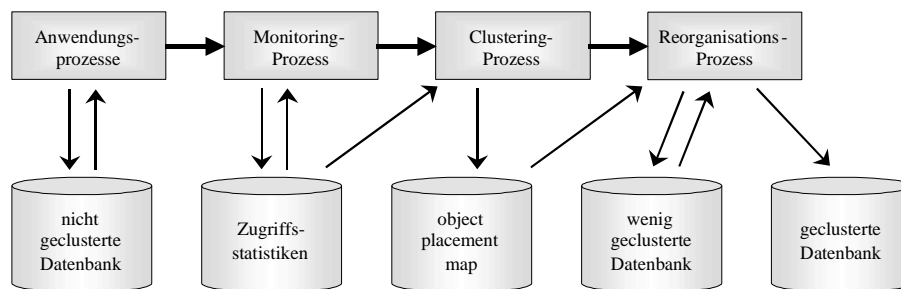 Anwendungs-
prozesse
Monitoring-
Prozess
Clustering-
Prozess
Reorganisations-
Prozess
nicht
geclusterte
Datenbank
Zugriffs-
statistiken
object
placement
map
wenig
geclusterte
Datenbank
geclusterte
Datenbank